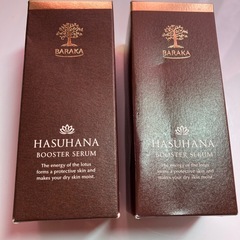 BARAKA
HASUHANA
BOOSTER SERUM
The energy of the lotus
forms a protective skin and
makes your dry skin moist.
BARAKA
HASUHANA
BOOSTER SERUM
The energy of the lotus
forms a protective skin and
makes your dry skin moist.